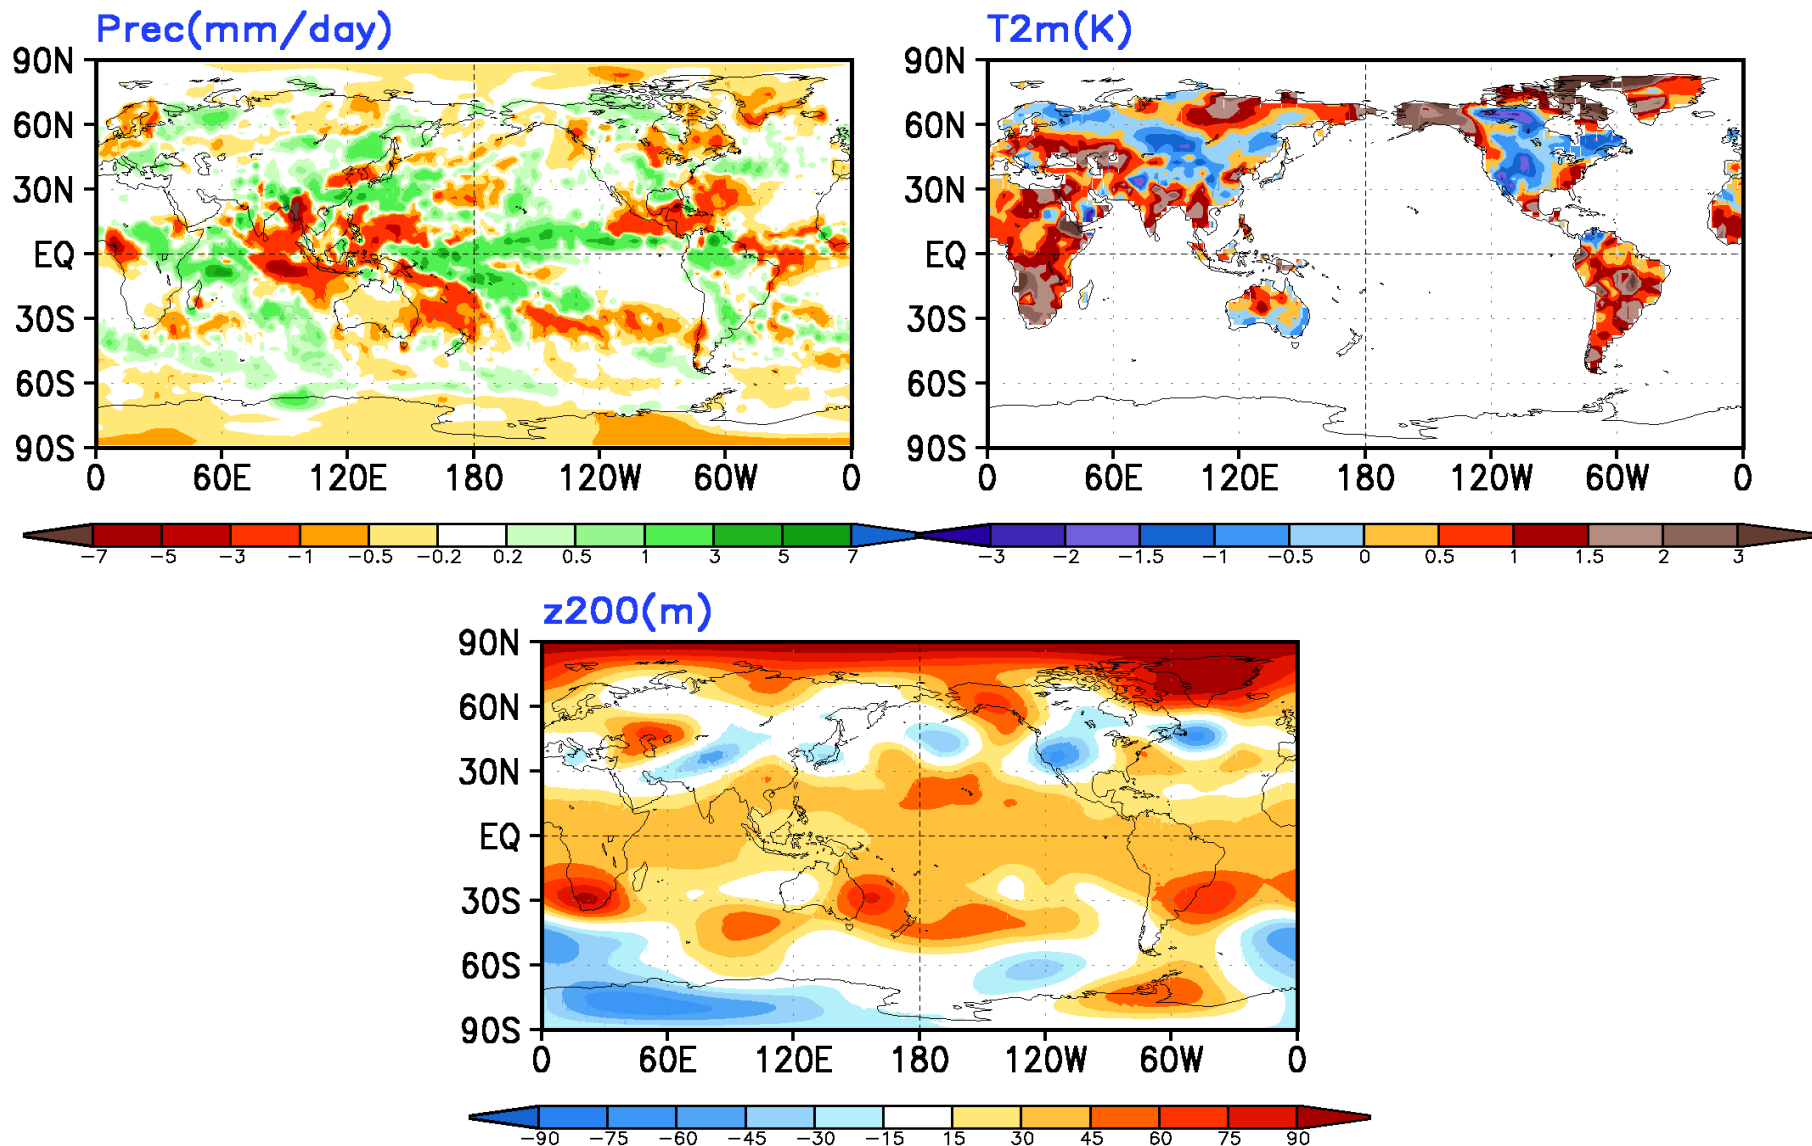 Prec(mm/day)
90N
60N
30N
EQ
30S
60S
90S
0 60E 120E 180 120W 60W 0
-7 -5 -3 -1 -0.5 -0.2 0.2 0.5 1 3 5 7
T2m(K)
90N
60N
30N
EQ
30S
60S
90S
0 60E 120E 180 120W 60W 0
-3 -2 -1.5 -1 -0.5 0 0.5 1 1.5 2 3
z200(m)
90N
60N
30N
EQ
30S
60S
90S
0 60E 120E 180 120W 60W 0
-90 -75 -60 -45 -30 -15 15 30 45 60 75 90